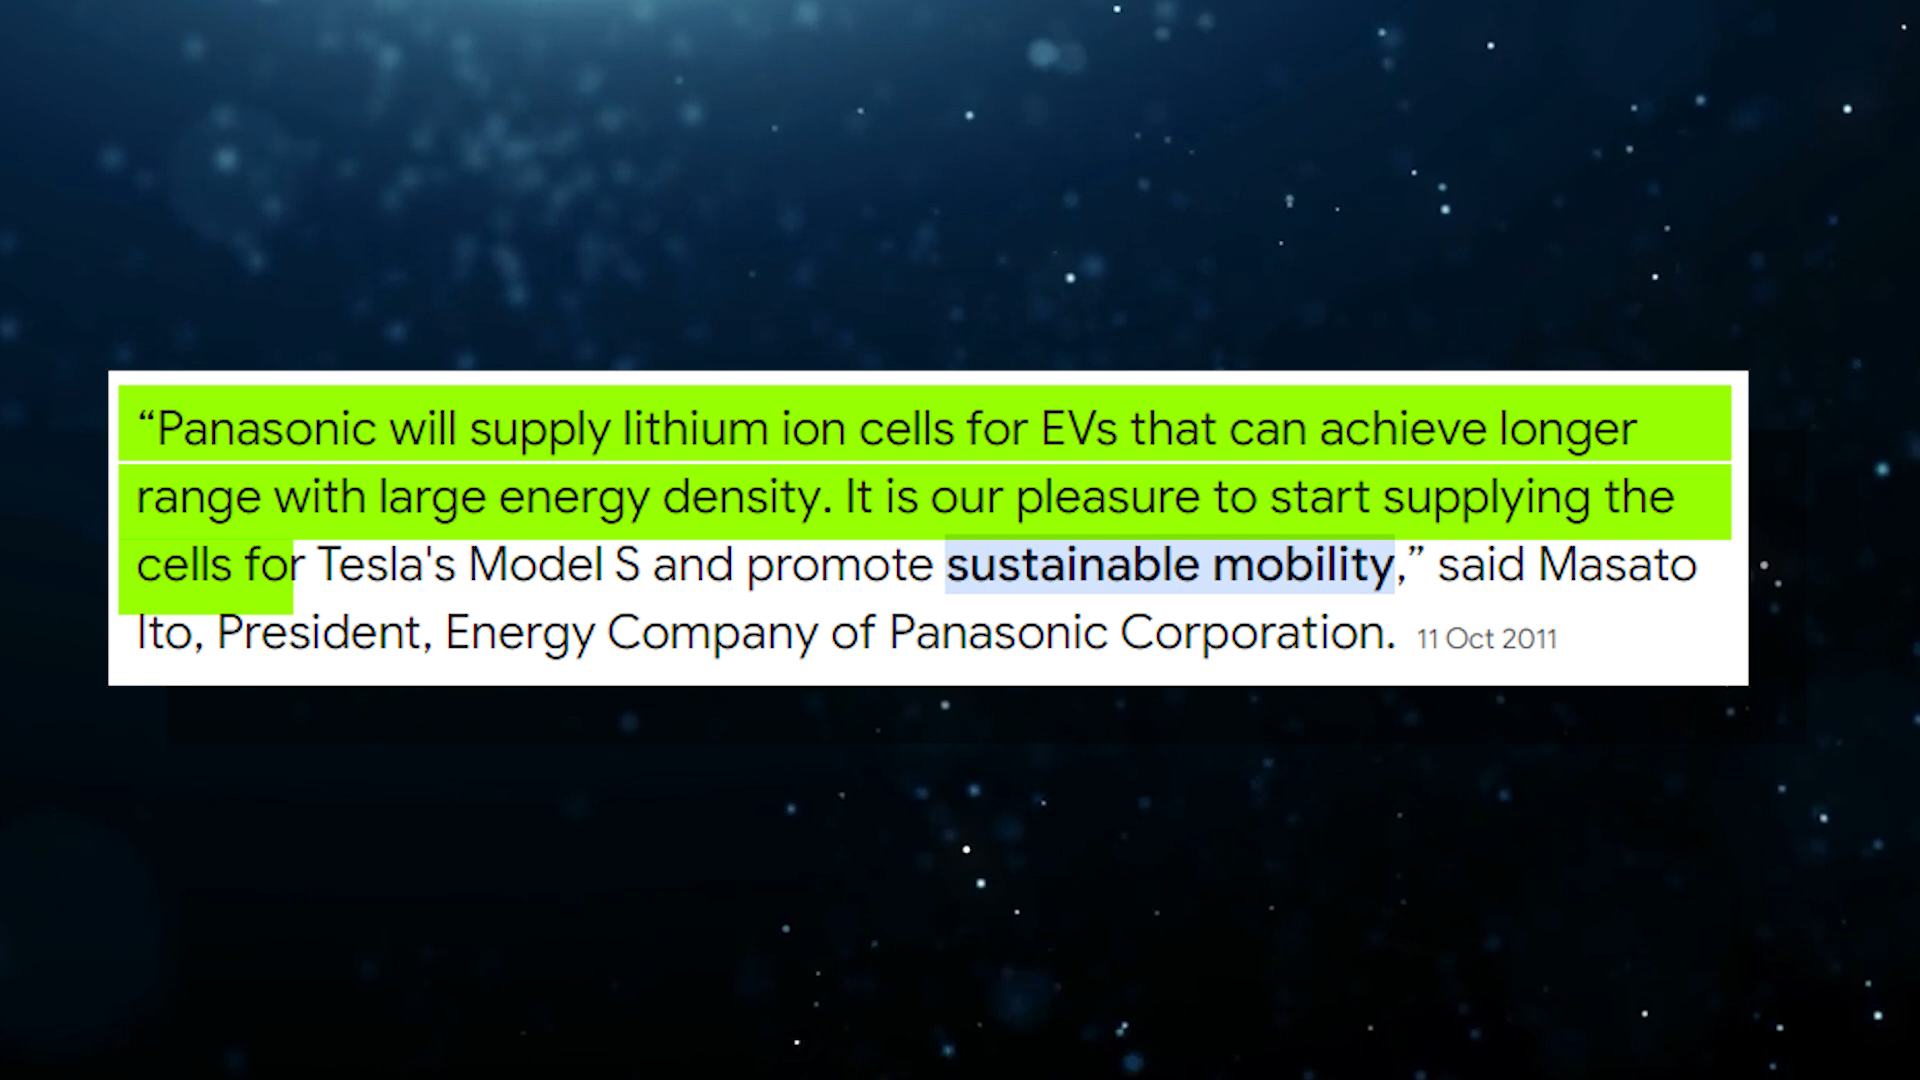 “Panasonic will supply lithium ion cells for EVs that can achieve longer
range with large energy density. It is our pleasure to start supplying the
cells for Tesla's Model S and promote sustainable mobility,” said Masato
Ito, President, Energy Company of Panasonic Corporation. 11 Oct 2011